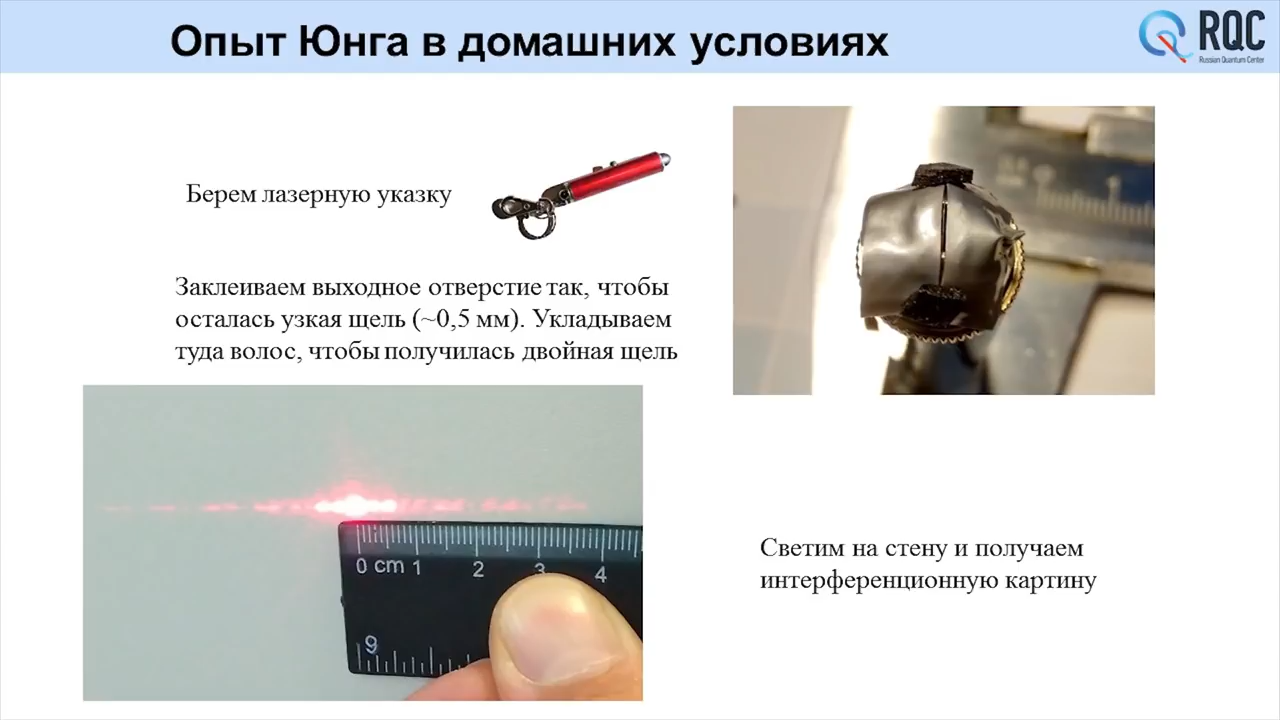 Опыт Юнга в домашних условиях
RQC
Russian Quantum Center
Берем лазерную указку
Заклеиваем выходное отверстие так, чтобы
осталась узкая щель (~0,5 мм). Укладываем
туда волос, чтобы получилась двойная щель
0 cm 1 2 3 4
9
Светим на стену и получаем
интерференционную картину